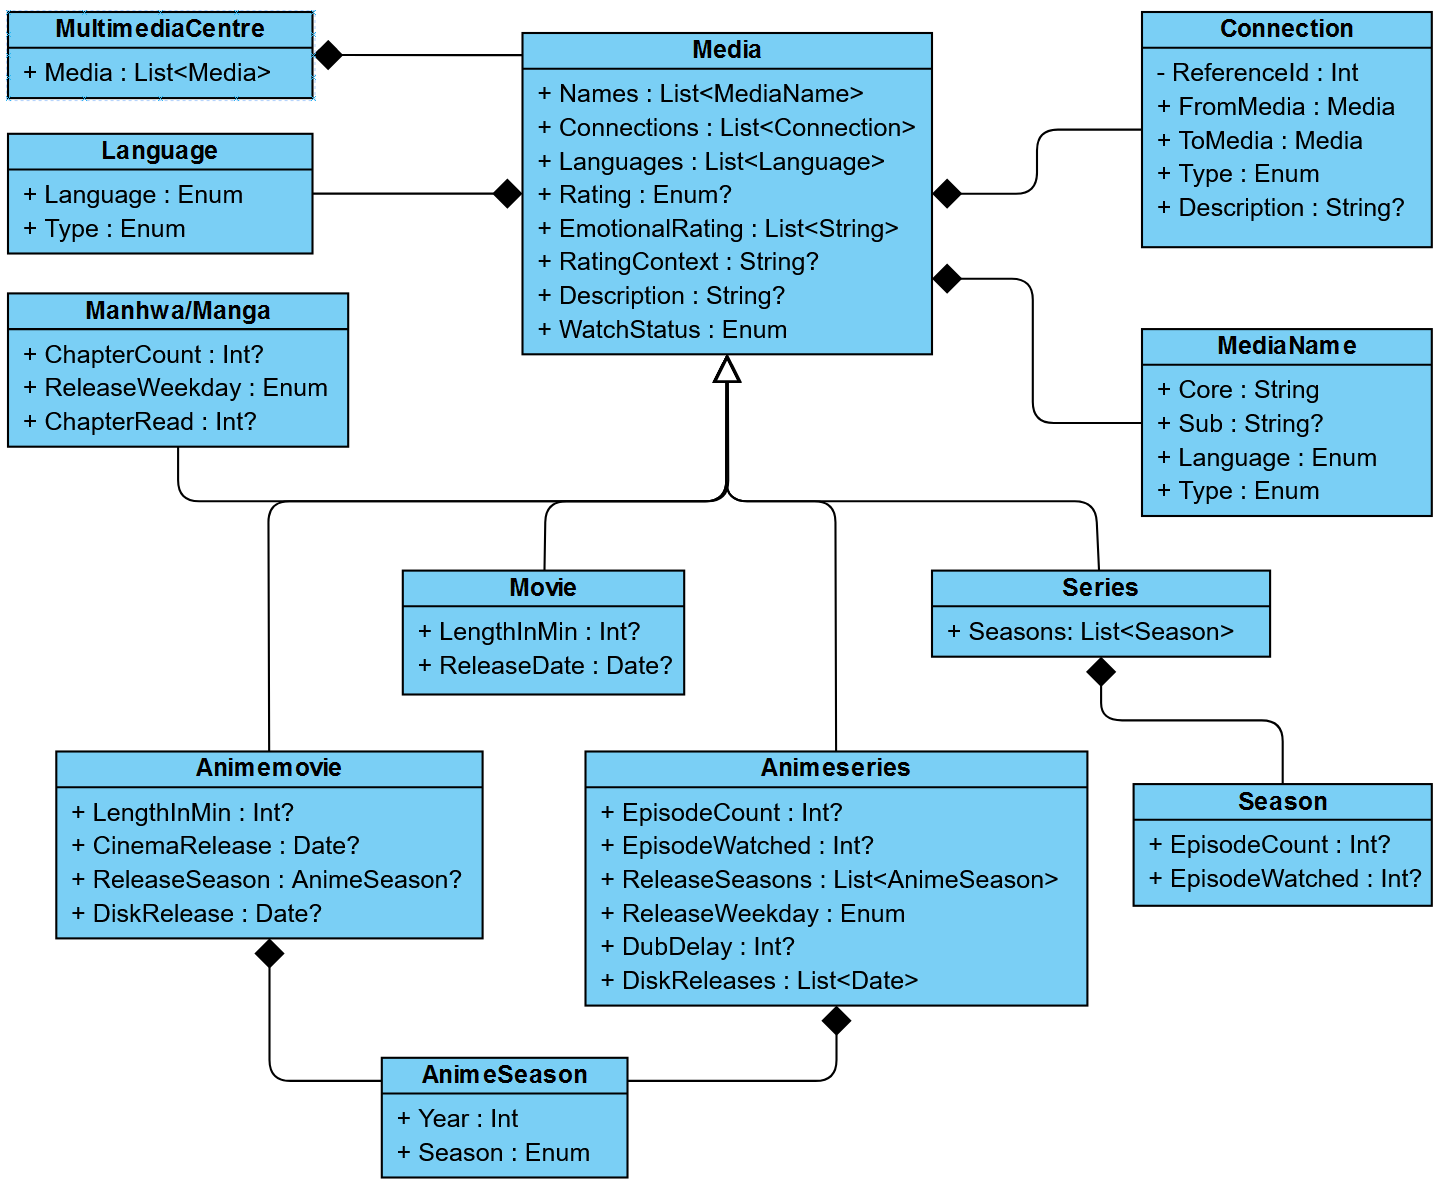 MultimediaCentre
+ Media : List<Media>
Language
+ Language : Enum
+ Type : Enum
Manhwa/Manga
+ ChapterCount : Int?
+ ReleaseWeekday : Enum
+ ChapterRead : Int?
Media
+ Names : List<MediaName>
+ Connections : List<Connection>
+ Languages : List<Language>
+ Rating : Enum?
+ EmotionalRating : List<String>
+ RatingContext : String?
+ Description : String?
+ WatchStatus : Enum
Connection
- ReferenceId : Int
+ FromMedia : Media
+ ToMedia : Media
+ Type : Enum
+ Description : String?
MediaName
+ Core : String
+ Sub : String?
+ Language : Enum
+ Type : Enum
Movie
+ LengthInMin : Int?
+ ReleaseDate : Date?
Series
+ Seasons: List<Season>
Animemovie
+ LengthInMin : Int?
+ CinemaRelease : Date?
+ ReleaseSeason : AnimeSeason?
+ DiskRelease : Date?
Animeseries
+ EpisodeCount : Int?
+ EpisodeWatched : Int?
+ ReleaseSeasons : List<AnimeSeason>
+ ReleaseWeekday : Enum
+ DubDelay : Int?
+ DiskReleases : List<Date>
Season
+ EpisodeCount : Int?
+ EpisodeWatched : Int?
AnimeSeason
+ Year : Int
+ Season : Enum